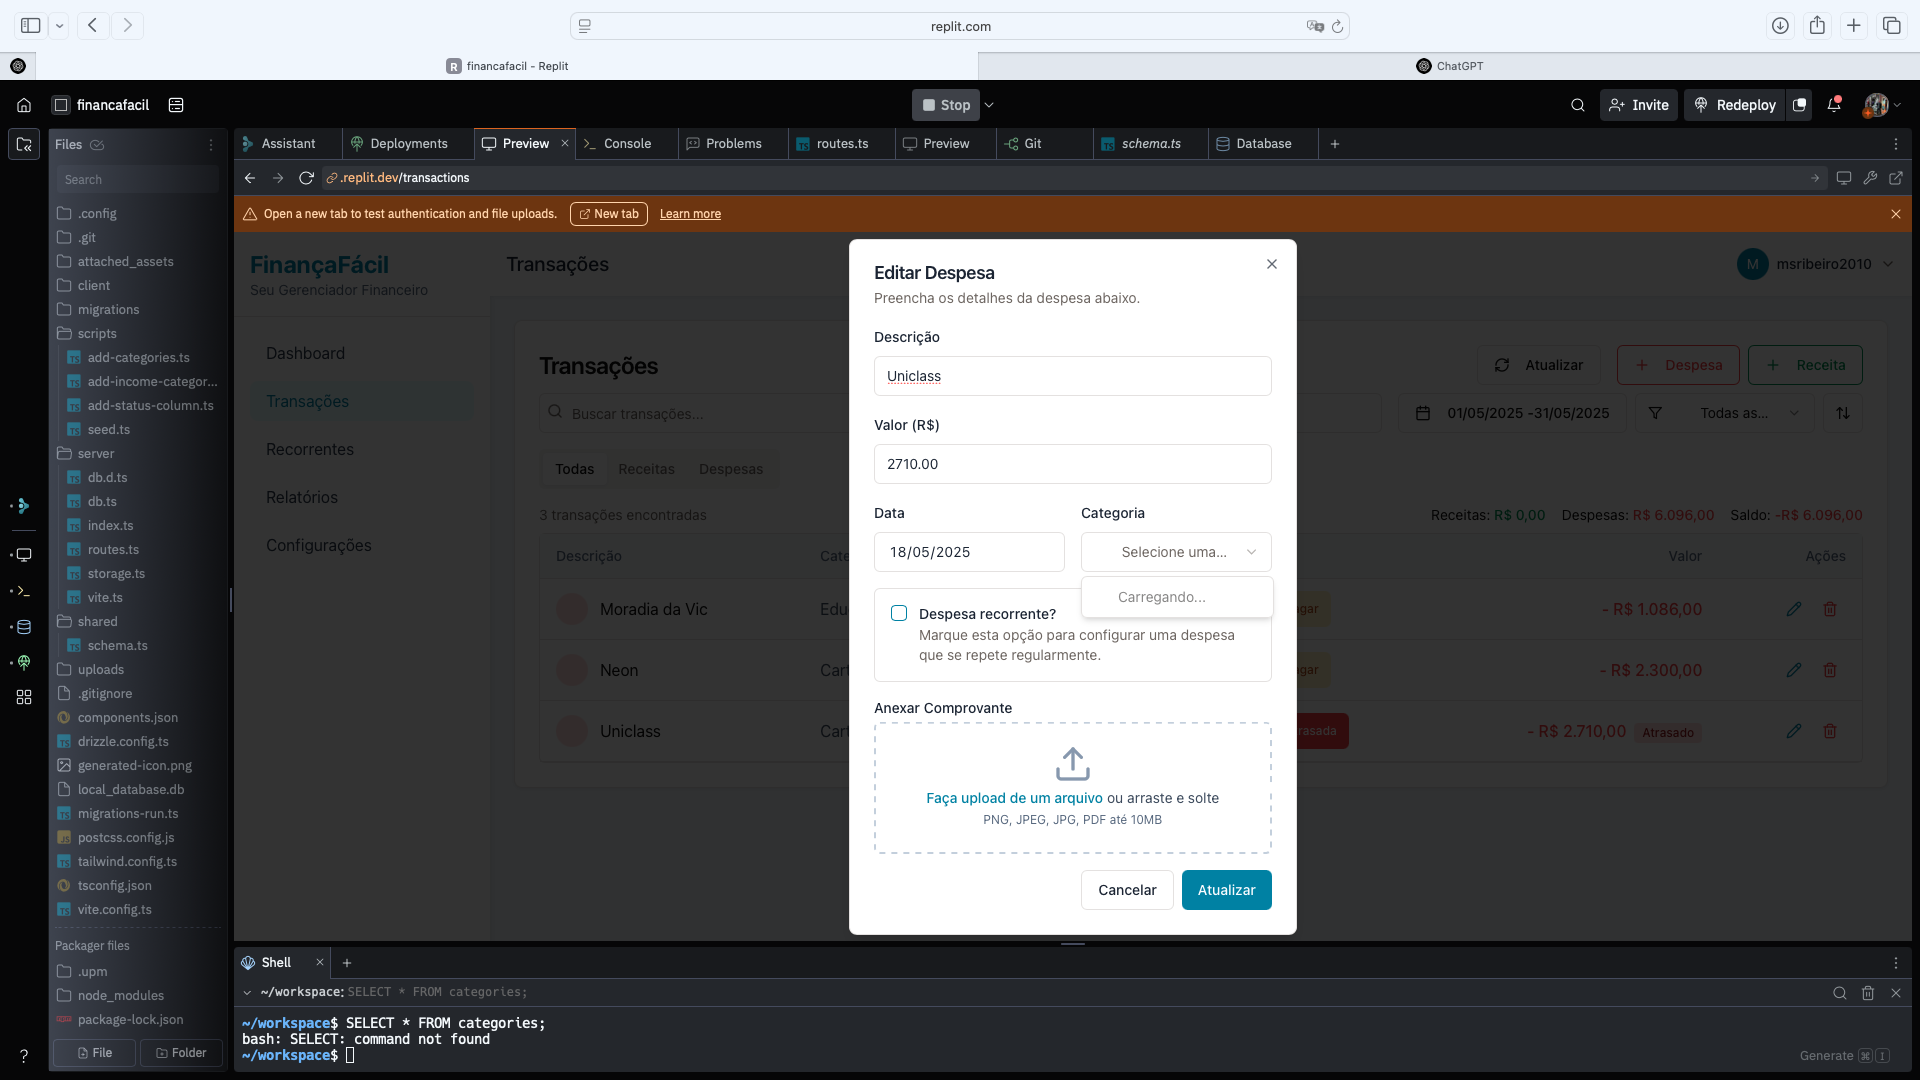 replit.com
R financafacil - Replit
ChatGPT
financafacil
Stop
Invite
Redeploy
Files
Assistant
Deployments
Preview
Console
Problems
routes.ts
Preview
Git
schema.ts
Database
Search
.replit.dev/transactions
Open a new tab to test authentication and file uploads.
New tab
Learn more
.config
.git
attached_assets
client
migrations
scripts
add-categories.ts
add-income-categor...
add-status-column.ts
seed.ts
server
db.d.ts
db.ts
index.ts
routes.ts
storage.ts
vite.ts
shared
schema.ts
uploads
.gitignore
components.json
drizzle.config.ts
generated-icon.png
local_database.db
migrations-run.ts
postcss.config.js
tailwind.config.ts
tsconfig.json
vite.config.ts
Packager files
.upm
node_modules
package-lock.json
File
Folder
FinançaFácil
Seu Gerenciador Financeiro
Dashboard
Transações
Recorrentes
Relatórios
Configurações
Transações
M msribeiro2010
Transações
Atualizar
Despesa
Receita
Buscar transações...
01/05/2025 -31/05/2025
Todas as...
Todas
Receitas
Despesas
3 transações encontradas
Receitas: R$ 0,00
Despesas: R$ 6.096,00
Saldo: -R$ 6.096,00
Descrição
Cate
Valor
Ações
Moradia da Vic
Edu
agar
- R$ 1.086,00
Neon
Cart
agar
- R$ 2.300,00
Uniclass
Cart
rasada
- R$ 2.710,00
Atrasado
Editar Despesa
Preencha os detalhes da despesa abaixo.
Descrição
Uniclass
Valor (R$)
2710.00
Data
Categoria
18/05/2025
Selecione uma...
Carregando...
Despesa recorrente?
Marque esta opção para configurar uma despesa
que se repete regularmente.
Anexar Comprovante
Faça upload de um arquivo ou arraste e solte
PNG, JPEG, JPG, PDF até 10MB
Cancelar
Atualizar
Shell
~/workspace: SELECT * FROM categories;
~/workspace$ SELECT * FROM categories;
bash: SELECT: command not found
~/workspace$
Generate ⌘ I
?